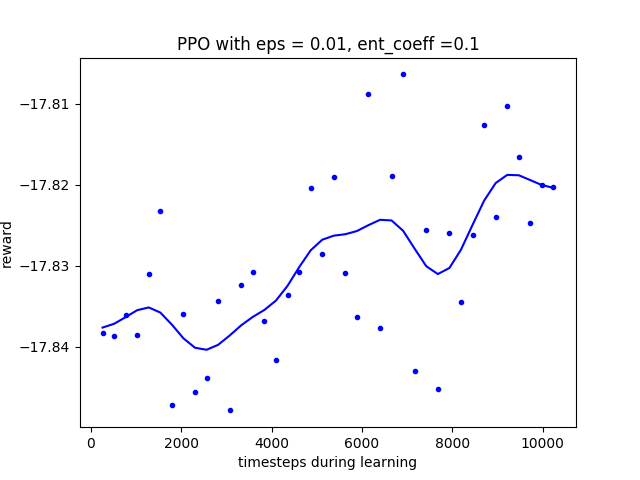 PPO with eps = 0.01, ent_coeff =0.1
−17.81
−17.82
−17.83
−17.84
reward
0 2000 4000 6000 8000 10000
timesteps during learning